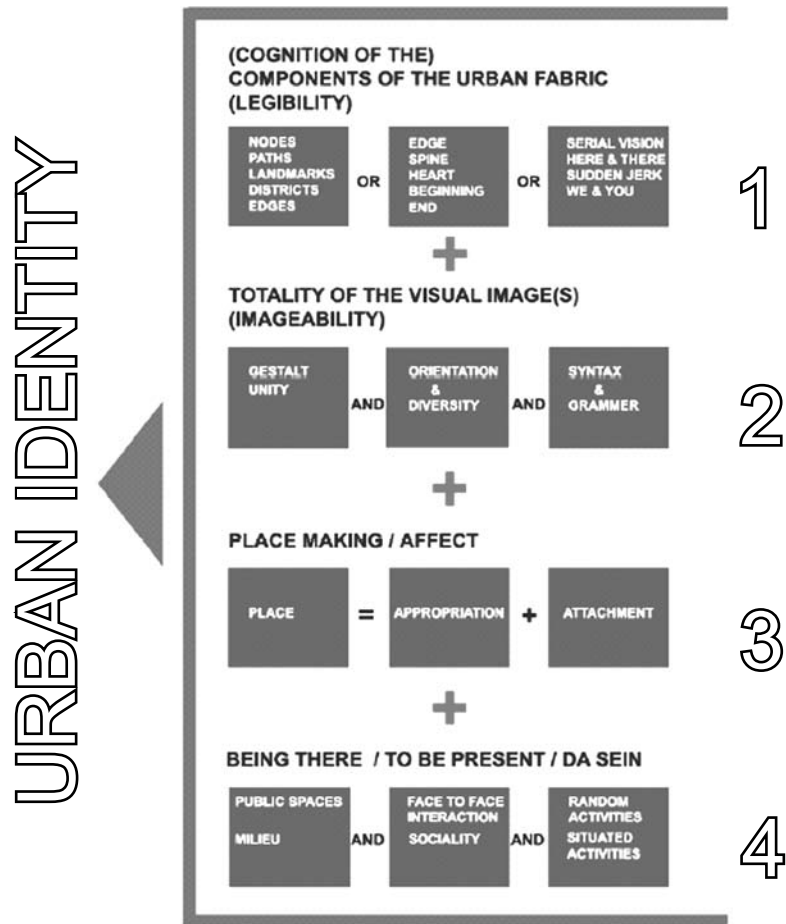 URBAN IDENTITY
(COGNITION OF THE)
COMPONENTS OF THE URBAN FABRIC
(LEGIBILITY)
NODES
PATHS
LANDMARKS
DISTRICTS
EDGES
OR
EDGE
SPINE
HEART
BEGINNING
END
OR
SERIAL VISION
HERE & THERE
SUDDEN JERK
WE & YOU
1
+
TOTALITY OF THE VISUAL IMAGE(S)
(IMAGEABILITY)
GESTALT
UNITY
AND
ORIENTATION
&
DIVERSITY
AND
SYNTAX
&
GRAMMER
2
+
PLACE MAKING / AFFECT
PLACE
=
APPROPRIATION
+
ATTACHMENT
3
+
BEING THERE / TO BE PRESENT / DA SEIN
PUBLIC SPACES
MILIEU
AND
FACE TO FACE
INTERACTION
SOCIALITY
AND
RANDOM
ACTIVITIES
SITUATED
ACTIVITIES
4